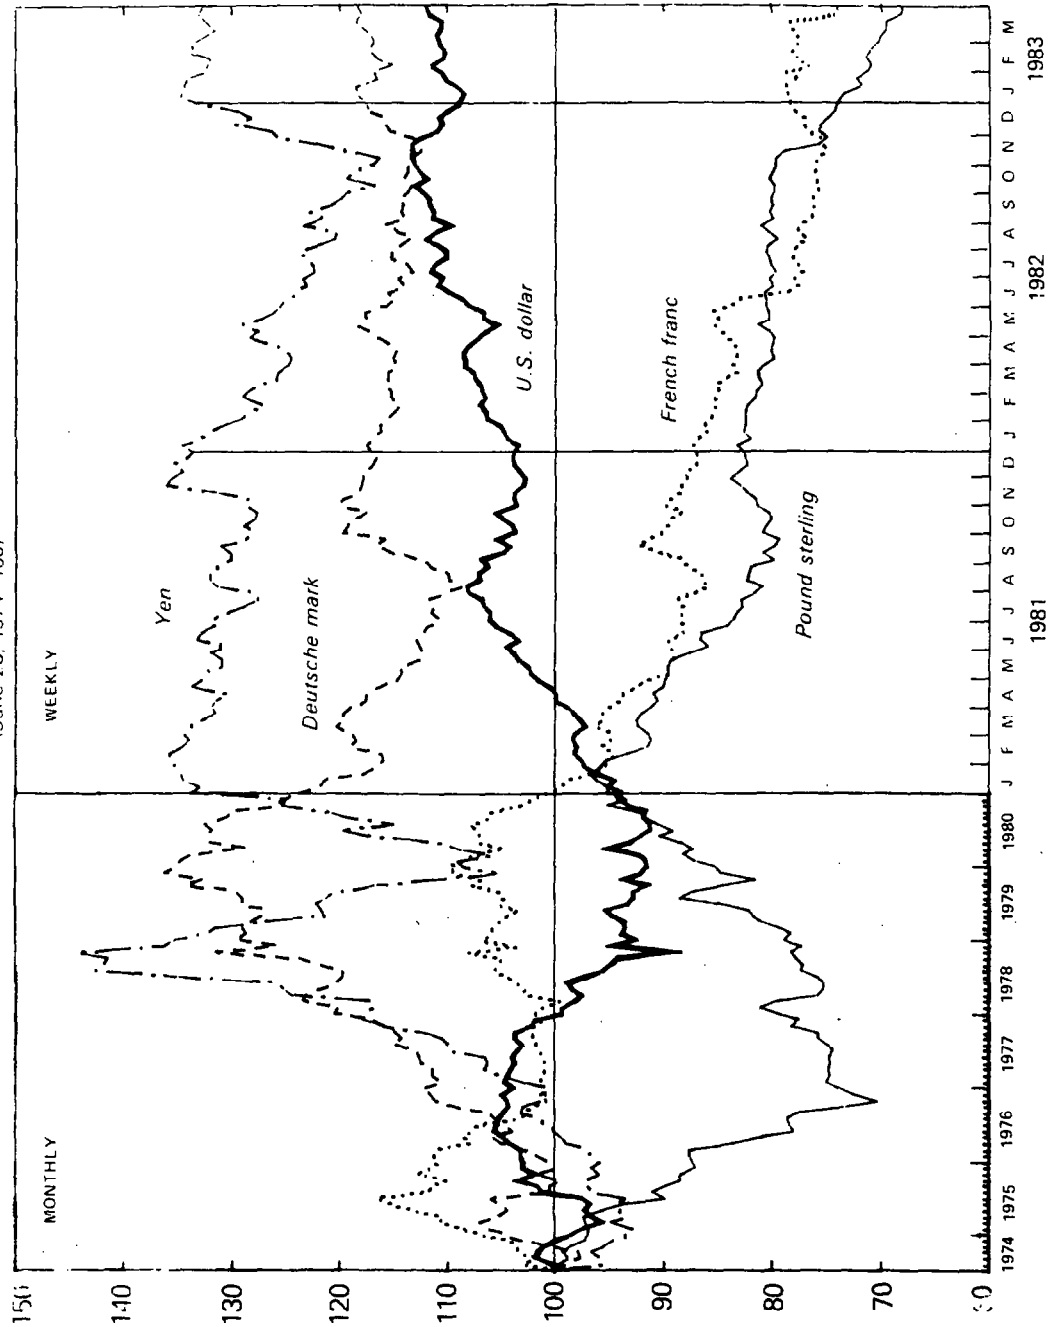 MONTHLY
WEEKLY
Yen
Deutsche mark
U.S. dollar
French franc
Pound sterling
140
130
120
110
100
90
80
70
1974 1975 1976 1977 1978 1979 1980
J F M A M J J A S O N D J F M A M J J A S O N D J F M
1981 1982 1983